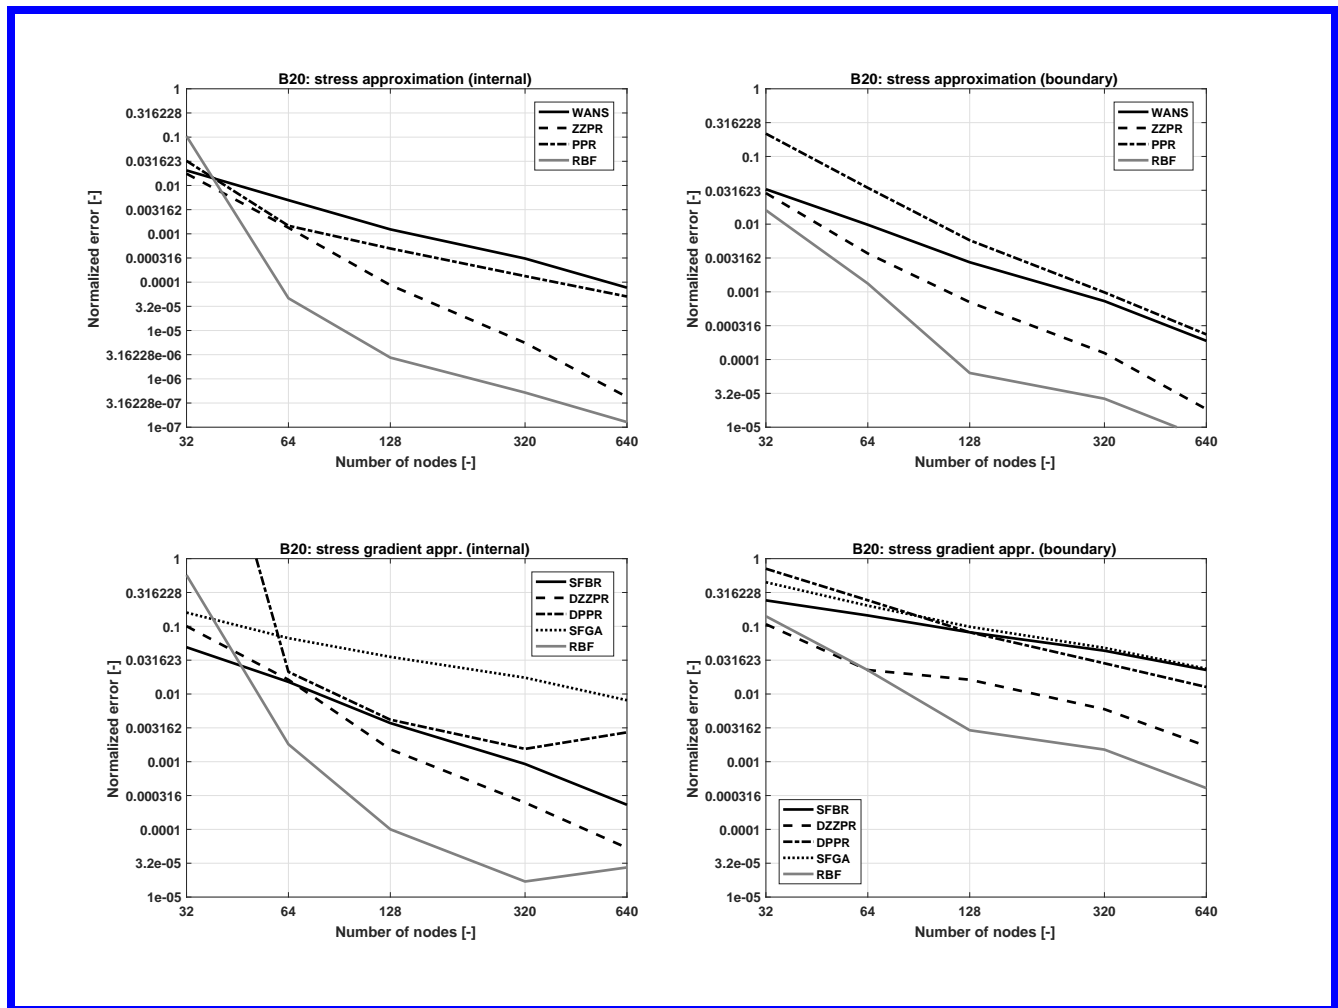 B20: stress approximation (internal)
1
0.316228
0.1
0.031623
0.01
0.003162
0.001
0.000316
0.0001
3.2e-05
1e-05
3.16228e-06
1e-06
3.16228e-07
1e-07
32 64 128 320 640
Number of nodes [-]
Normalized error [-]
WANS
ZZPR
PPR
RBF
B20: stress approximation (boundary)
1
0.316228
0.1
0.031623
0.01
0.003162
0.001
0.000316
0.0001
3.2e-05
1e-05
32 64 128 320 640
Number of nodes [-]
Normalized error [-]
WANS
ZZPR
PPR
RBF
B20: stress gradient appr. (internal)
1
0.316228
0.1
0.031623
0.01
0.003162
0.001
0.000316
0.0001
3.2e-05
1e-05
32 64 128 320 640
Number of nodes [-]
Normalized error [-]
SFBR
DZZPR
DPPR
SFGA
RBF
B20: stress gradient appr. (boundary)
1
0.316228
0.1
0.031623
0.01
0.003162
0.001
0.000316
0.0001
3.2e-05
1e-05
32 64 128 320 640
Number of nodes [-]
Normalized error [-]
SFBR
DZZPR
DPPR
SFGA
RBF